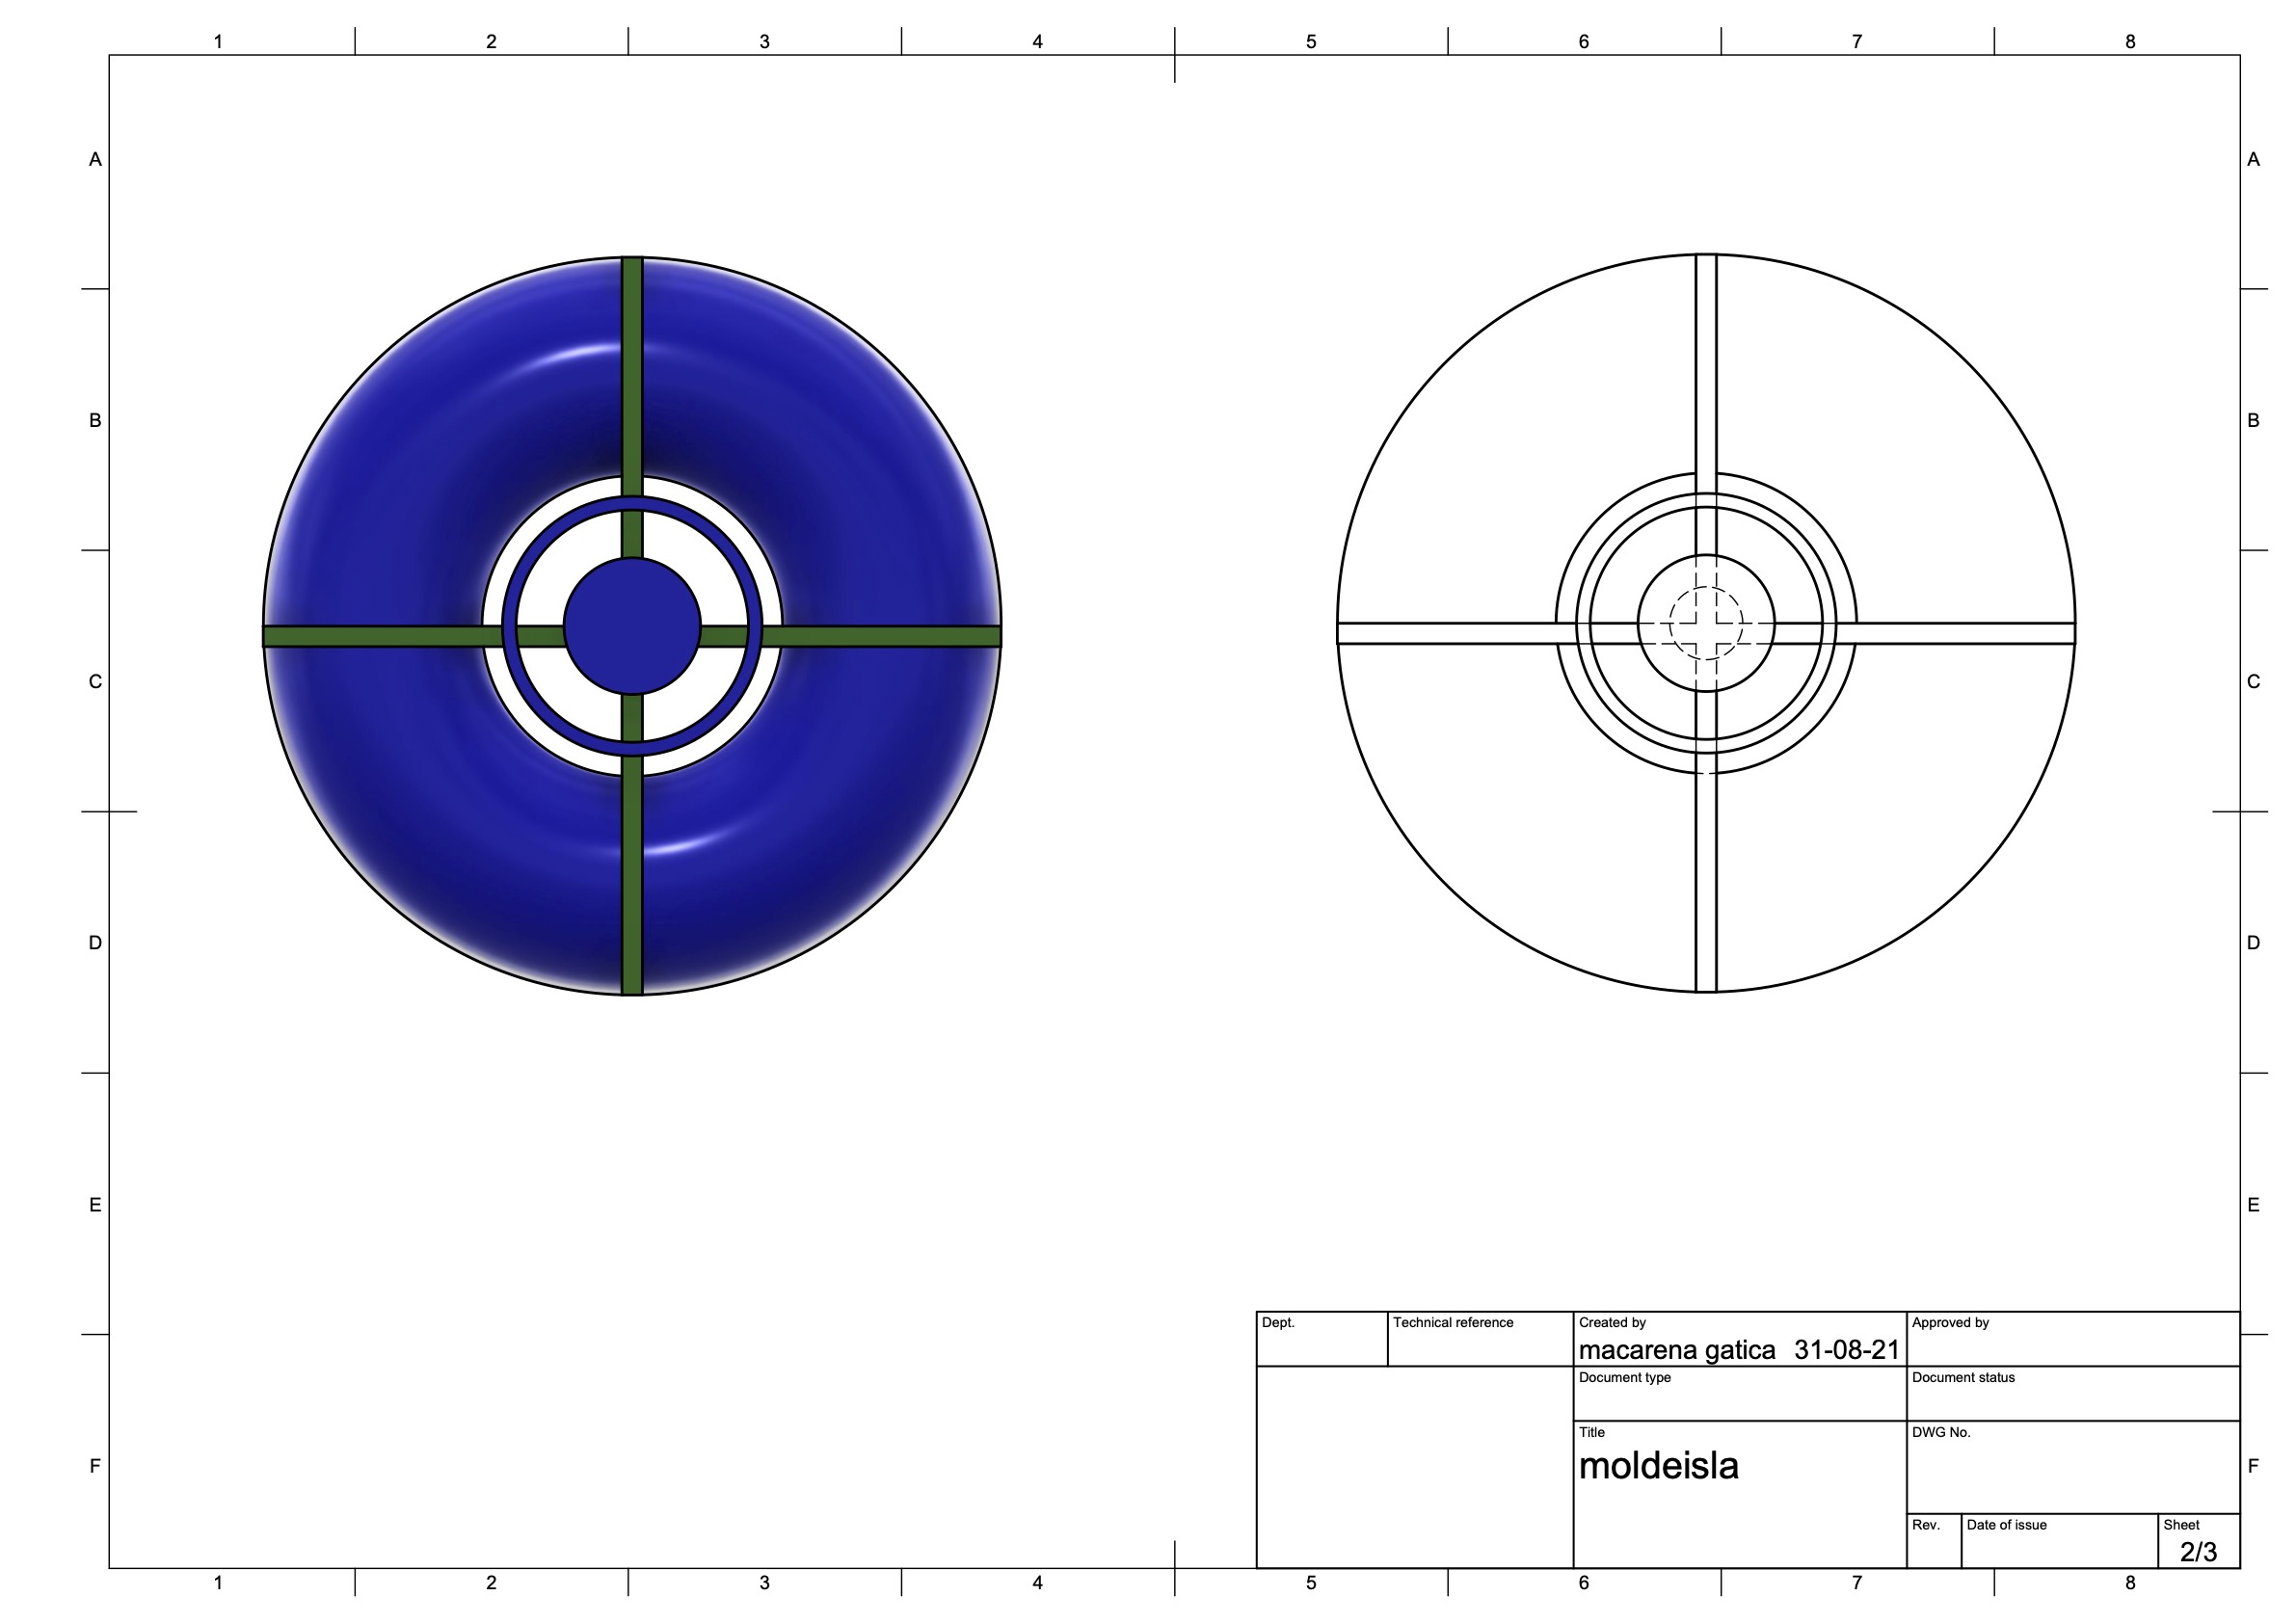 1 2 3 4 5 6 7 8
A A
B B
C C
D D
E E
Dept. Technical reference Created by Approved by
macarena gatica 31-08-21
Document type Document status
Title DWG No.
moldeisla
F F
Rev. Date of issue Sheet
2/3
1 2 3 4 5 6 7 8